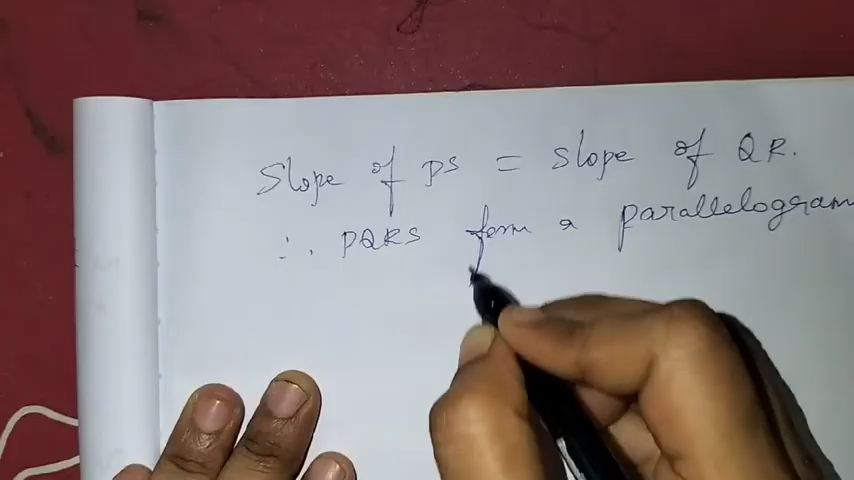 Slope of PS = Slope of QR.
∴ PQRS form a parallelogram